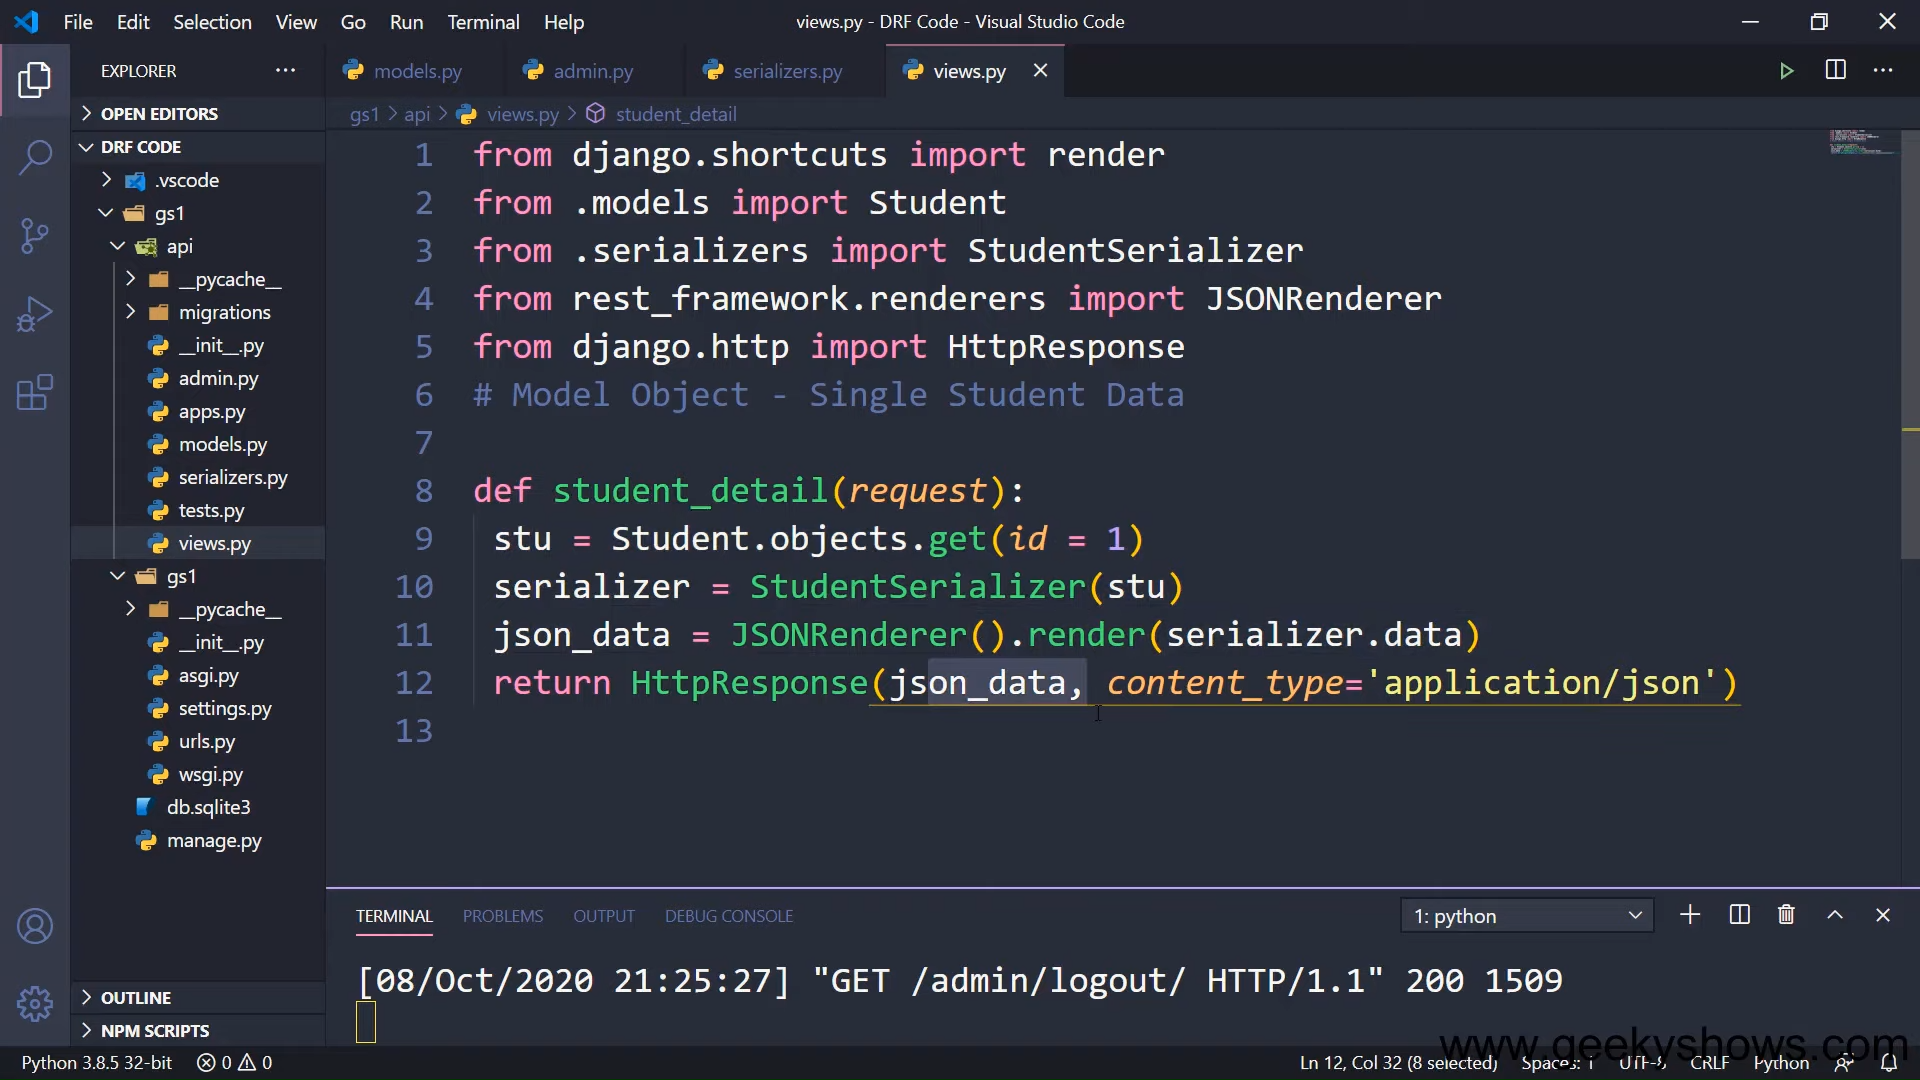 File Edit Selection View Go Run Terminal Help
views.py - DRF Code - Visual Studio Code
EXPLORER
models.py
admin.py
serializers.py
views.py
OPEN EDITORS
DRF CODE
.vscode
gs1
api
__pycache__
migrations
__init__.py
admin.py
apps.py
models.py
serializers.py
tests.py
views.py
gs1
__pycache__
__init__.py
asgi.py
settings.py
urls.py
wsgi.py
db.sqlite3
manage.py
OUTLINE
NPM SCRIPTS
gs1 > api > views.py > student_detail
1 from django.shortcuts import render
2 from .models import Student
3 from .serializers import StudentSerializer
4 from rest_framework.renderers import JSONRenderer
5 from django.http import HttpResponse
6 # Model Object - Single Student Data
7
8 def student_detail(request):
9 stu = Student.objects.get(id = 1)
10 serializer = StudentSerializer(stu)
11 json_data = JSONRenderer().render(serializer.data)
12 return HttpResponse(json_data, content_type='application/json')
13
TERMINAL PROBLEMS OUTPUT DEBUG CONSOLE
1: python
[08/Oct/2020 21:25:27] "GET /admin/logout/ HTTP/1.1" 200 1509
www.geekyshows.com
Python 3.8.5 32-bit 0 0
Ln 12, Col 32 (8 selected) Spaces: 1 UTF-8 CRLF Python